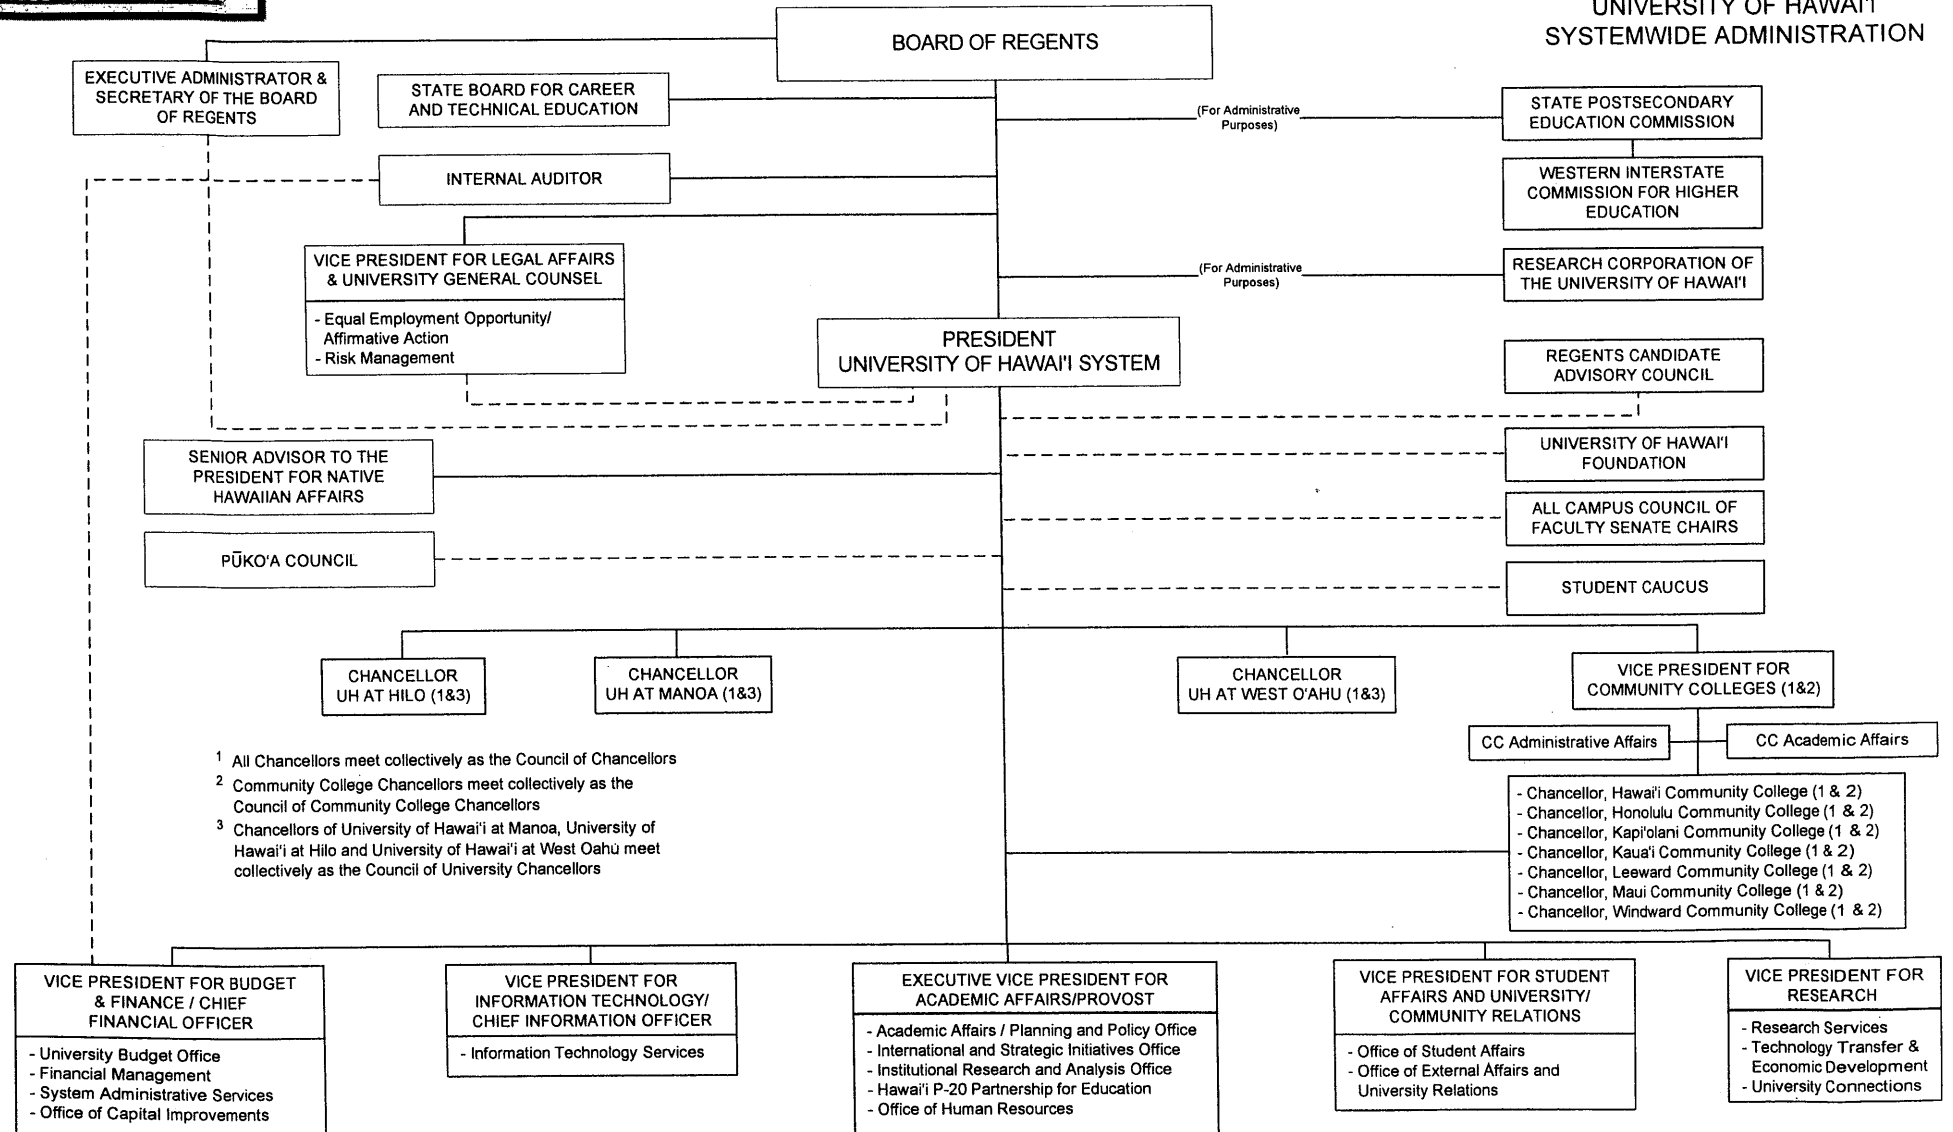 UNIVERSITY OF HAWAI'I
SYSTEMWIDE ADMINISTRATION
BOARD OF REGENTS
EXECUTIVE ADMINISTRATOR &
SECRETARY OF THE BOARD
OF REGENTS
STATE BOARD FOR CAREER
AND TECHNICAL EDUCATION
(For Administrative
Purposes)
STATE POSTSECONDARY
EDUCATION COMMISSION
INTERNAL AUDITOR
WESTERN INTERSTATE
COMMISSION FOR HIGHER
EDUCATION
VICE PRESIDENT FOR LEGAL AFFAIRS
& UNIVERSITY GENERAL COUNSEL
- Equal Employment Opportunity/
Affirmative Action
- Risk Management
(For Administrative
Purposes)
RESEARCH CORPORATION OF
THE UNIVERSITY OF HAWAI'I
PRESIDENT
UNIVERSITY OF HAWAI'I SYSTEM
REGENTS CANDIDATE
ADVISORY COUNCIL
SENIOR ADVISOR TO THE
PRESIDENT FOR NATIVE
HAWAIIAN AFFAIRS
UNIVERSITY OF HAWAI'I
FOUNDATION
ALL CAMPUS COUNCIL OF
FACULTY SENATE CHAIRS
PŪKO'A COUNCIL
STUDENT CAUCUS
CHANCELLOR
UH AT HILO (1&3)
CHANCELLOR
UH AT MANOA (1&3)
CHANCELLOR
UH AT WEST O'AHU (1&3)
VICE PRESIDENT FOR
COMMUNITY COLLEGES (1&2)
CC Administrative Affairs
CC Academic Affairs
1 All Chancellors meet collectively as the Council of Chancellors
2 Community College Chancellors meet collectively as the
Council of Community College Chancellors
3 Chancellors of University of Hawai'i at Manoa, University of
Hawai'i at Hilo and University of Hawai'i at West Oahu meet
collectively as the Council of University Chancellors
- Chancellor, Hawai'i Community College (1 & 2)
- Chancellor, Honolulu Community College (1 & 2)
- Chancellor, Kapi'olani Community College (1 & 2)
- Chancellor, Kaua'i Community College (1 & 2)
- Chancellor, Leeward Community College (1 & 2)
- Chancellor, Maui Community College (1 & 2)
- Chancellor, Windward Community College (1 & 2)
VICE PRESIDENT FOR BUDGET
& FINANCE / CHIEF
FINANCIAL OFFICER
- University Budget Office
- Financial Management
- System Administrative Services
- Office of Capital Improvements
VICE PRESIDENT FOR
INFORMATION TECHNOLOGY/
CHIEF INFORMATION OFFICER
- Information Technology Services
EXECUTIVE VICE PRESIDENT FOR
ACADEMIC AFFAIRS/PROVOST
- Academic Affairs / Planning and Policy Office
- International and Strategic Initiatives Office
- Institutional Research and Analysis Office
- Hawai'i P-20 Partnership for Education
- Office of Human Resources
VICE PRESIDENT FOR STUDENT
AFFAIRS AND UNIVERSITY/
COMMUNITY RELATIONS
- Office of Student Affairs
- Office of External Affairs and
University Relations
VICE PRESIDENT FOR
RESEARCH
- Research Services
- Technology Transfer &
Economic Development
- University Connections